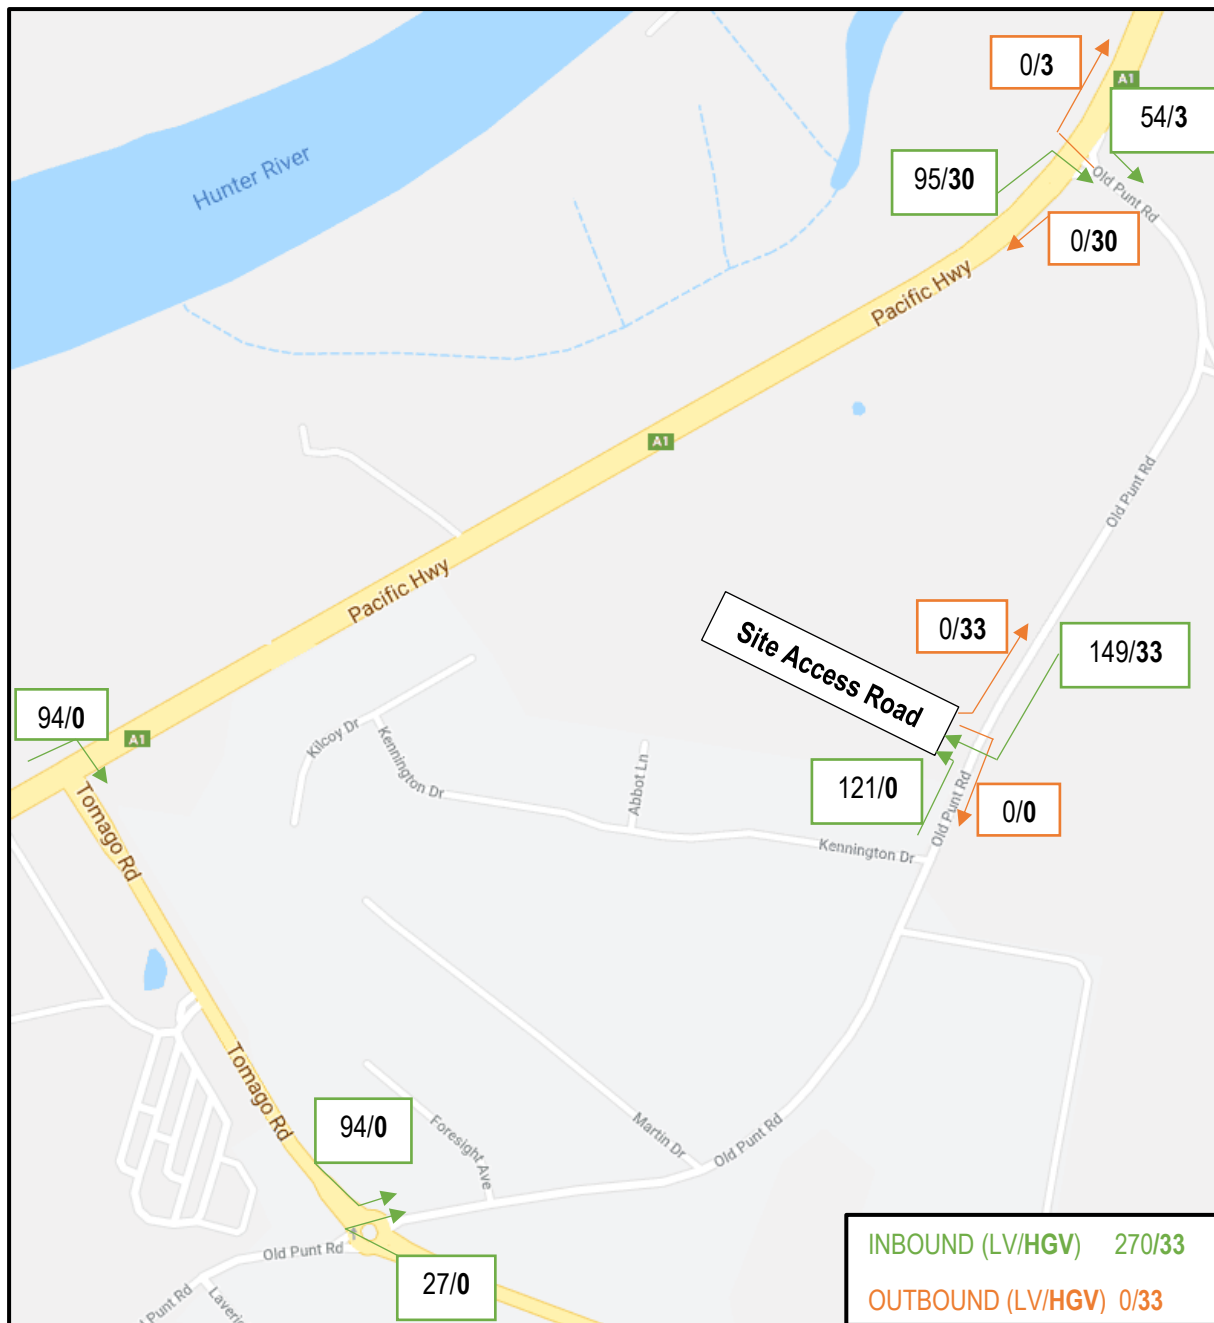 0/3
A1
54/3
Hunter River
95/30
Old Punt Rd
0/30
Pacific Hwy
A1
Old Punt Rd
Pacific Hwy
Site Access Road
0/33
149/33
94/0
A1
Kilcoy Dr
Kennington Dr
Abbot Ln
121/0
Old Punt Rd
0/0
Tomago Rd
Kennington Dr
Tomago Rd
94/0
Foresight Ave
Martin Dr
Old Punt Rd
Old Punt Rd
27/0
Punt Rd
Laveri
INBOUND (LV/HGV) 270/33
OUTBOUND (LV/HGV) 0/33